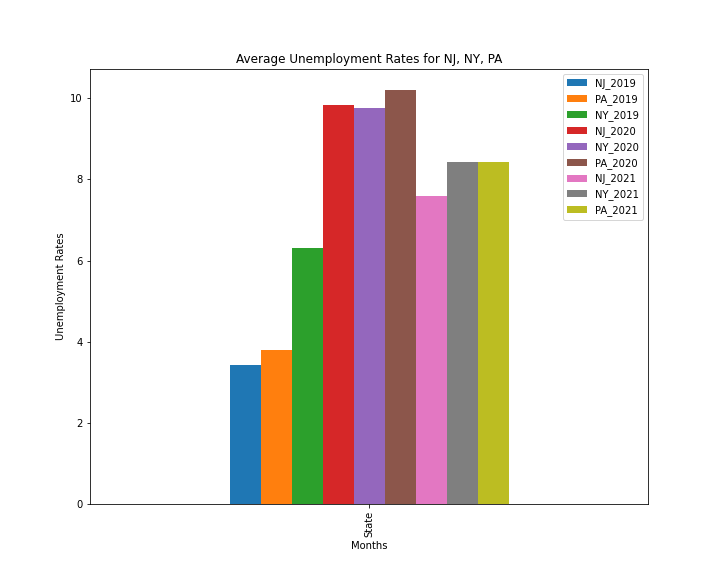 Average Unemployment Rates for NJ, NY, PA
NJ_2019
PA_2019
NY_2019
NJ_2020
NY_2020
PA_2020
NJ_2021
NY_2021
PA_2021
10
8
6
4
2
0
Unemployment Rates
State
Months